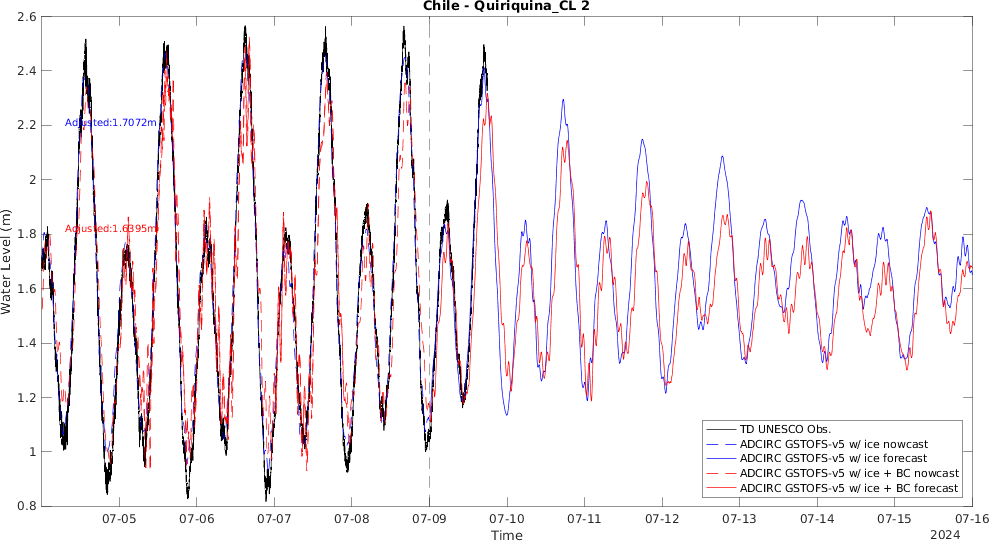 Chile - Quiriquina_CL 2
2.6
2.4
2.2
2
1.8
1.6
1.4
1.2
1
0.8
Water Level (m)
Adjusted:1.7072m
Adjusted:1.6395m
TD UNESCO Obs.
ADCIRC GSTOFS-v5 w/ ice nowcast
ADCIRC GSTOFS-v5 w/ ice forecast
ADCIRC GSTOFS-v5 w/ ice + BC nowcast
ADCIRC GSTOFS-v5 w/ ice + BC forecast
07-05 07-06 07-07 07-08 07-09 07-10 07-11 07-12 07-13 07-14 07-15 07-16
Time
2024